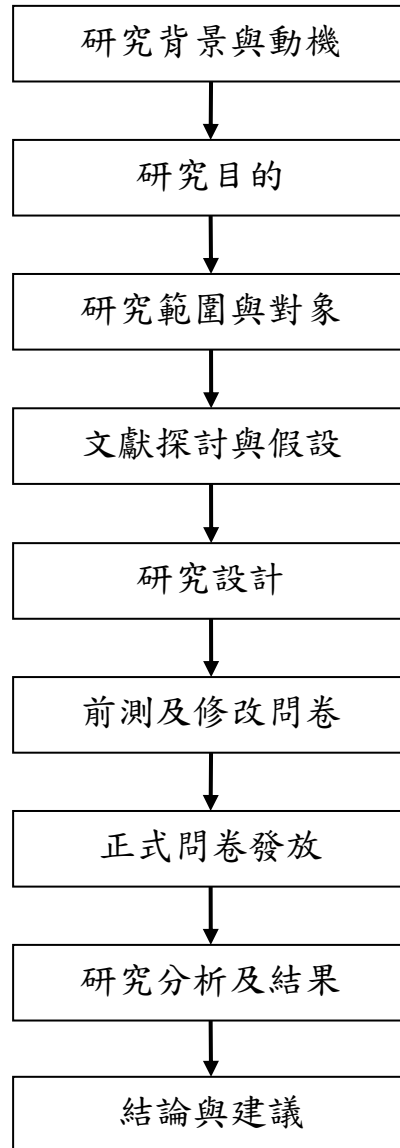 研究背景與動機
研究目的
研究範圍與對象
文獻探討與假設
研究設計
前測及修改問卷
正式問卷發放
研究分析及結果
結論與建議